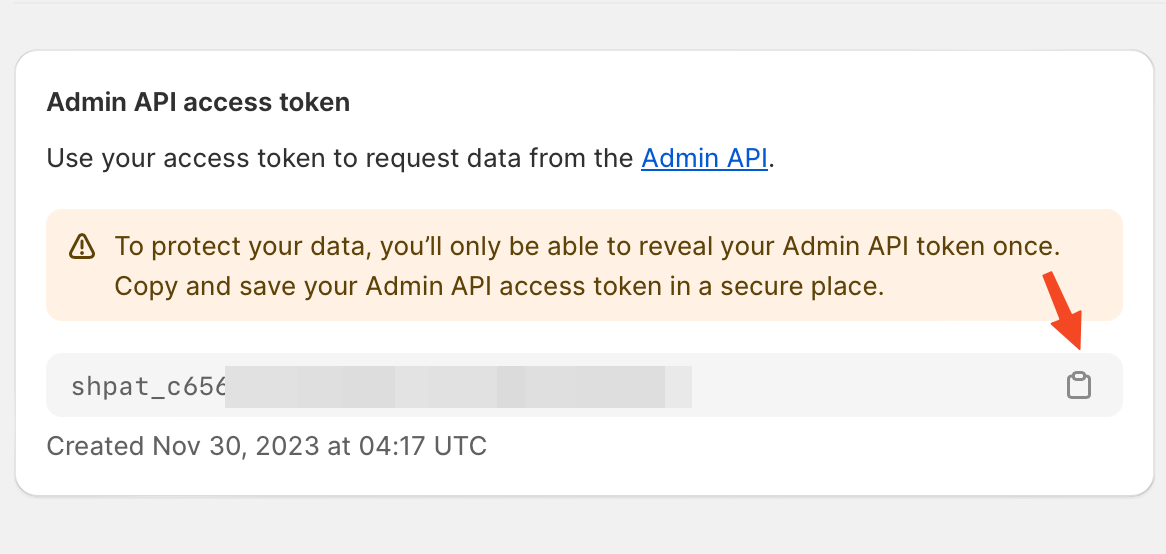 Admin API access token
Use your access token to request data from the Admin API.
To protect your data, you’ll only be able to reveal your Admin API token once.
Copy and save your Admin API access token in a secure place.
shpat_c656
Created Nov 30, 2023 at 04:17 UTC